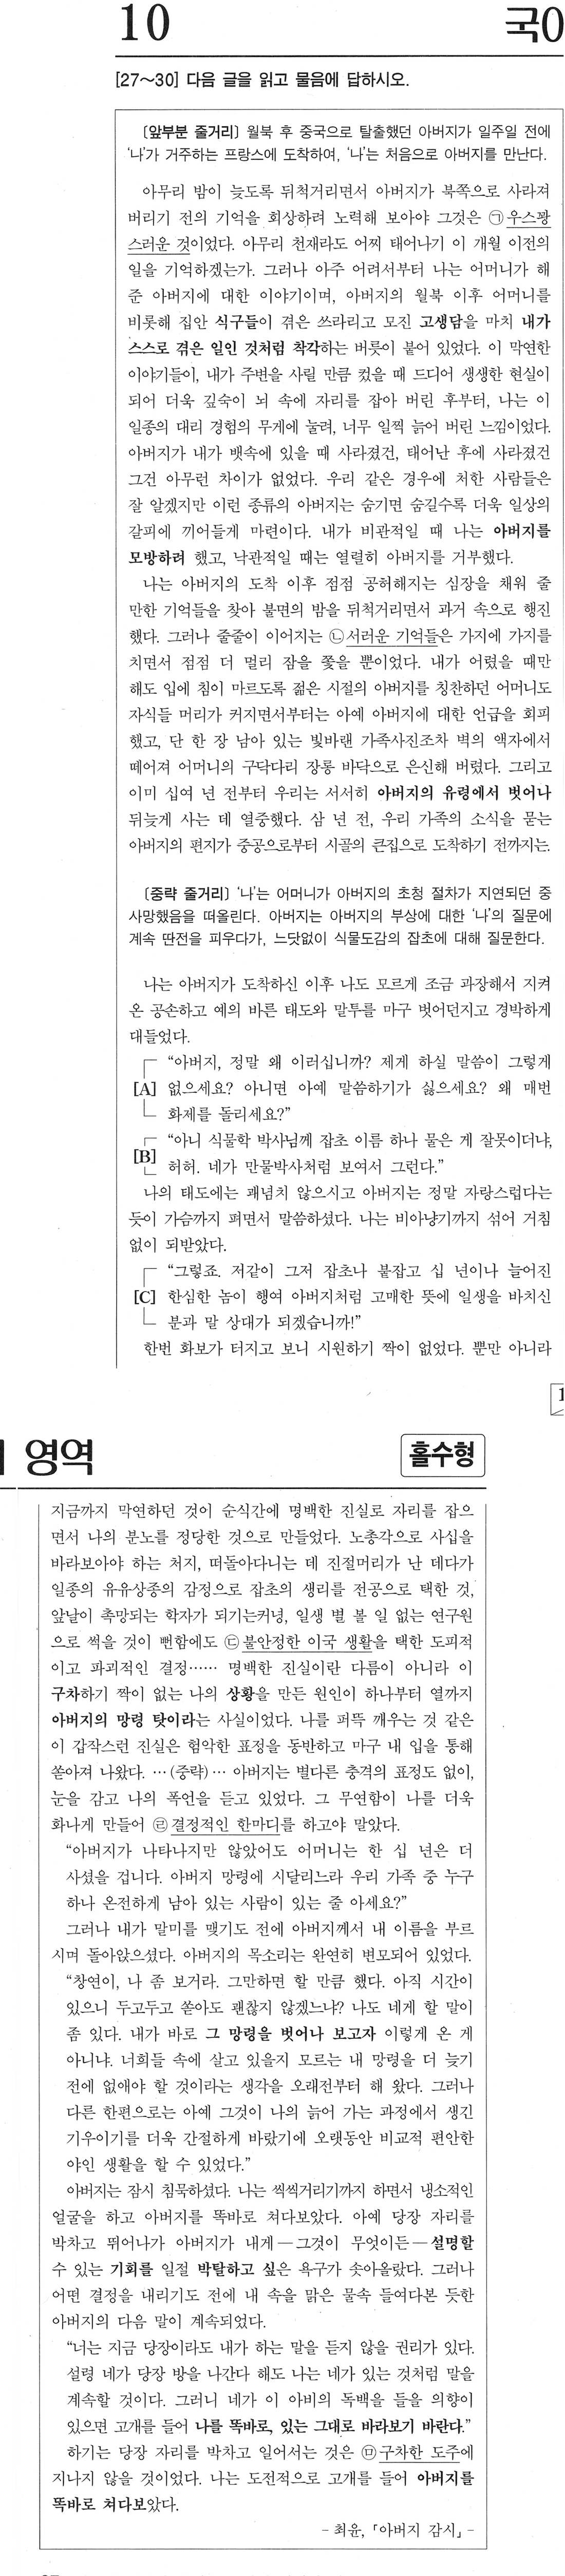 10
국어
[27~30] 다음 글을 읽고 물음에 답하시오.
[앞부분 줄거리] 월북 후 중국으로 탈출했던 아버지가 일주일 전에
‘나’가 거주하는 프랑스에 도착하여, ‘나’는 처음으로 아버지를 만난다.
아무리 밤이 늦도록 뒤척거리면서 아버지가 북쪽으로 사라져
버리기 전의 기억을 회상하려 노력해 보아야 그것은 ㉠우스꽝
스러운 것이었다. 아무리 천재라도 어찌 태어나기 이 개월 이전의
일을 기억하겠는가. 그러나 아주 어려서부터 나는 어머니가 해
준 아버지에 대한 이야기이며, 아버지의 월북 이후 어머니를
비롯해 집안 식구들이 겪은 쓰라리고 모진 고생담을 마치 내가
스스로 겪은 일인 것처럼 착각하는 버릇이 붙어 있었다. 이 막연한
이야기들이, 내가 주변을 사릴 만큼 컸을 때 드디어 생생한 현실이
되어 더욱 깊숙이 뇌 속에 자리를 잡아 버린 후부터, 나는 이
일종의 대리 경험의 무게에 눌려, 너무 일찍 늙어 버린 느낌이었다.
아버지가 내가 뱃속에 있을 때 사라졌건, 태어난 후에 사라졌건
그건 아무런 차이가 없었다. 우리 같은 경우에 처한 사람들은
잘 알겠지만 이런 종류의 아버지는 숨기면 숨길수록 더욱 일상의
갈피에 끼어들게 마련이다. 내가 비관적일 때 나는 아버지를
모방하려 했고, 낙관적일 때는 열렬히 아버지를 거부했다.
나는 아버지의 도착 이후 점점 공허해지는 심장을 채워 줄
만한 기억들을 찾아 불면의 밤을 뒤척거리면서 과거 속으로 행진
했다. 그러나 줄줄이 이어지는 ㉡서러운 기억들은 가지에 가지를
치면서 점점 더 멀리 잠을 쫓을 뿐이었다. 내가 어렸을 때만
해도 입에 침이 마르도록 젊은 시절의 아버지를 칭찬하던 어머니도
자식들 머리가 커지면서부터는 아예 아버지에 대한 언급을 회피
했고, 단 한 장 남아 있는 빛바랜 가족사진조차 벽의 액자에서
떼어져 어머니의 구닥다리 장롱 바닥으로 은신해 버렸다. 그리고
이미 십여 년 전부터 우리는 서서히 아버지의 유령에서 벗어나
뒤늦게 사는 데 열중했다. 삼 년 전, 우리 가족의 소식을 묻는
아버지의 편지가 중공으로부터 시골의 큰집으로 도착하기 전까지는.
[중략 줄거리] ‘나’는 어머니가 아버지의 초청 절차가 지연되던 중
사망했음을 떠올린다. 아버지는 아버지의 부상에 대한 ‘나’의 질문에
계속 딴전을 피우다가, 느닷없이 식물도감의 잡초에 대해 질문한다.
나는 아버지가 도착하신 이후 나도 모르게 조금 과장해서 지켜
온 공손하고 예의 바른 태도와 말투를 마구 벗어던지고 경박하게
대들었다.
“아버지, 정말 왜 이러십니까? 제게 하실 말씀이 그렇게
[A] 없으세요? 아니면 아예 말씀하기가 싫으세요? 왜 매번
화제를 돌리세요?”
“아니 식물학 박사님께 잡초 이름 하나 물은 게 잘못이더냐,
[B] 허허. 네가 만물박사처럼 보여서 그런다.”
나의 태도에는 괘념치 않으시고 아버지는 정말 자랑스럽다는
듯이 가슴까지 펴면서 말씀하셨다. 나는 비아냥기까지 섞어 거침
없이 되받았다.
“그렇죠. 저같이 그저 잡초나 붙잡고 십 년이나 늘어진
[C] 한심한 놈이 행여 아버지처럼 고매한 뜻에 일생을 바치신
분과 말 상대가 되겠습니까!”
한번 화보가 터지고 보니 시원하기 짝이 없었다. 뿐만 아니라
1
영역
홀수형
지금까지 막연하던 것이 순식간에 명백한 진실로 자리를 잡으
면서 나의 분노를 정당한 것으로 만들었다. 노총각으로 사십을
바라보아야 하는 처지, 떠돌아다니는 데 진절머리가 난 데다가
일종의 유유상종의 감정으로 잡초의 생리를 전공으로 택한 것,
앞날이 촉망되는 학자가 되기는커녕, 일생 별 볼 일 없는 연구원
으로 썩을 것이 뻔함에도 ㉢불안정한 이국 생활을 택한 도피적
이고 파괴적인 결정…… 명백한 진실이란 다름이 아니라 이
구차하기 짝이 없는 나의 상황을 만든 원인이 하나부터 열까지
아버지의 망령 탓이라는 사실이었다. 나를 퍼뜩 깨우는 것 같은
이 갑작스런 진실은 험악한 표정을 동반하고 마구 내 입을 통해
쏟아져 나왔다. …(중략)… 아버지는 별다른 충격의 표정도 없이,
눈을 감고 나의 폭언을 듣고 있었다. 그 무연함이 나를 더욱
화나게 만들어 ㉣결정적인 한마디를 하고야 말았다.
“아버지가 나타나지만 않았어도 어머니는 한 십 년은 더
사셨을 겁니다. 아버지 망령에 시달리느라 우리 가족 중 누구
하나 온전하게 남아 있는 사람이 있는 줄 아세요?”
그러나 내가 말미를 맺기도 전에 아버지께서 내 이름을 부르
시며 돌아앉으셨다. 아버지의 목소리는 완연히 변모되어 있었다.
“창연이, 나 좀 보거라. 그만하면 할 만큼 했다. 아직 시간이
있으니 두고두고 쏟아도 괜찮지 않겠느냐? 나도 네게 할 말이
좀 있다. 내가 바로 그 망령을 벗어나 보고자 이렇게 온 게
아니냐. 너희들 속에 살고 있을지 모르는 내 망령을 더 늦기
전에 없애야 할 것이라는 생각을 오래전부터 해 왔다. 그러나
다른 한편으로는 아예 그것이 나의 늙어 가는 과정에서 생긴
기우이기를 더욱 간절하게 바랐기에 오랫동안 비교적 편안한
야인 생활을 할 수 있었다.”
아버지는 잠시 침묵하셨다. 나는 씩씩거리기까지 하면서 냉소적인
얼굴을 하고 아버지를 똑바로 쳐다보았다. 아예 당장 자리를
박차고 뛰어나가 아버지가 내게 — 그것이 무엇이든 — 설명할
수 있는 기회를 일절 박탈하고 싶은 욕구가 솟아올랐다. 그러나
어떤 결정을 내리기도 전에 내 속을 맑은 물속 들여다본 듯한
아버지의 다음 말이 계속되었다.
“너는 지금 당장이라도 내가 하는 말을 듣지 않을 권리가 있다.
설령 네가 당장 방을 나간다 해도 나는 네가 있는 것처럼 말을
계속할 것이다. 그러니 네가 이 아비의 독백을 들을 의향이
있으면 고개를 들어 나를 똑바로, 있는 그대로 바라보기 바란다.”
하기는 당장 자리를 박차고 일어서는 것은 ㉤구차한 도주에
지나지 않을 것이었다. 나는 도전적으로 고개를 들어 아버지를
똑바로 쳐다보았다.
- 최윤, 「아버지 감시」 -